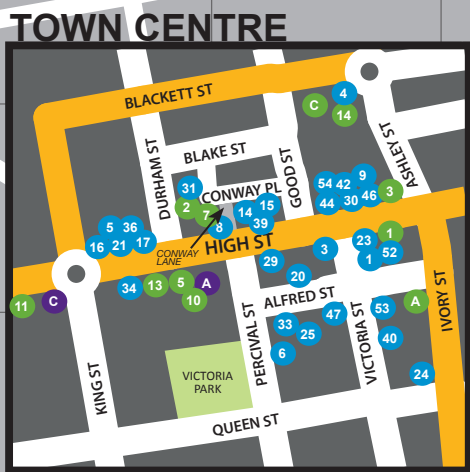 TOWN CENTRE
BLACKETT ST
C
4
14
DURHAM ST
BLAKE ST
GOOD ST
ASHLEY ST
31
2
7
8
CONWAY PL
14
15
39
54
42
9
44
30
46
3
5
36
16
21
17
CONWAY
LANE
HIGH ST
29
3
20
23
1
1
52
11
C
34
13
5
A
10
ALFRED ST
33
25
6
47
53
A
40
24
KING ST
VICTORIA
PARK
PERCIVAL ST
VICTORIA ST
IVORY ST
QUEEN ST